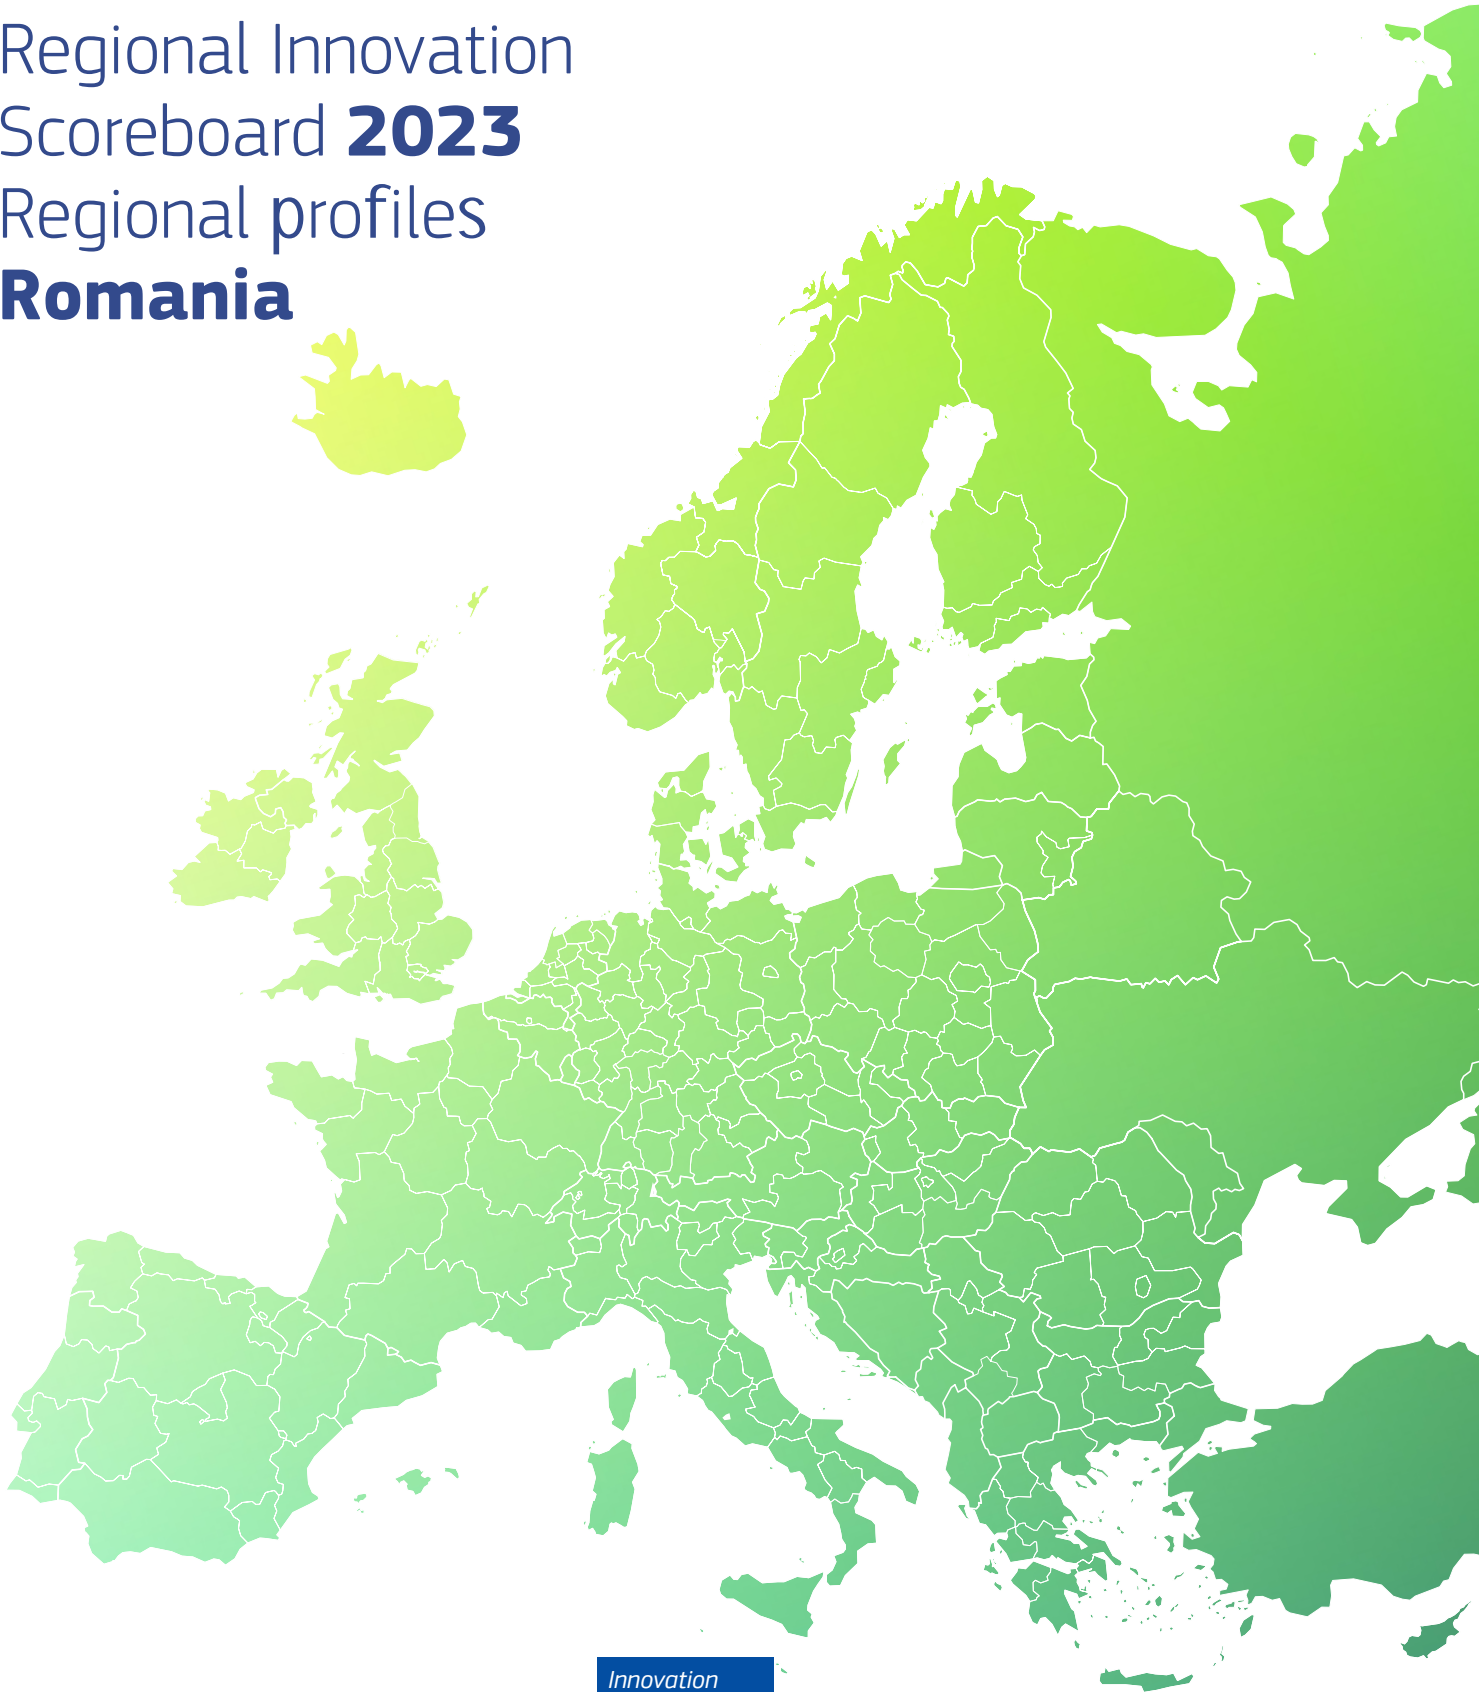 Regional Innovation
Scoreboard 2023
Regional profiles
Romania
Innovation